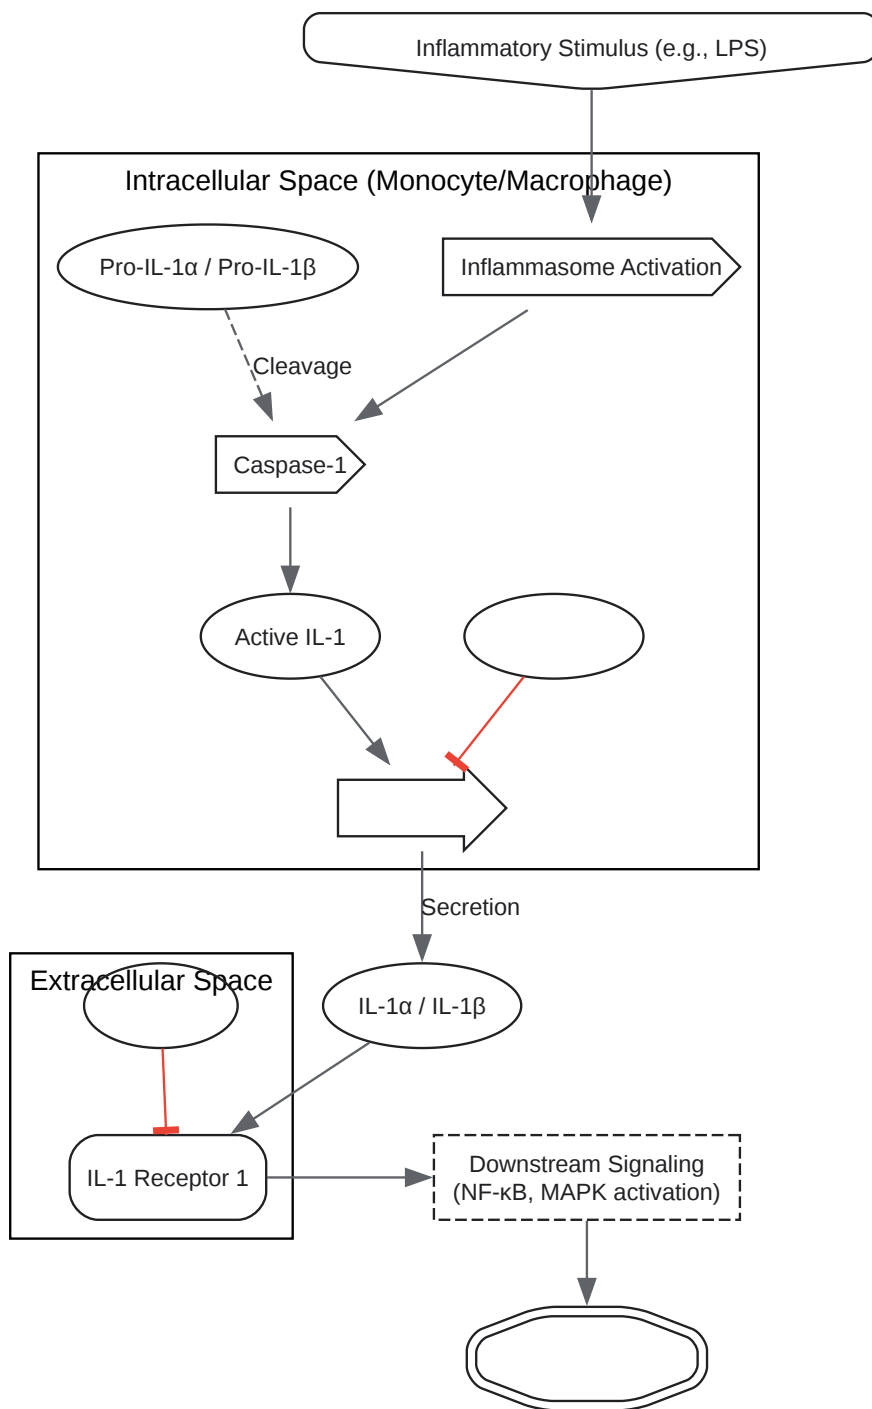 Inflammatory Stimulus (e.g., LPS)
Intracellular Space (Monocyte/Macrophage)
Pro-IL-1α / Pro-IL-1β
Inflammasome Activation
Cleavage
Caspase-1
Active IL-1
Secretion
Extracellular Space
IL-1α / IL-1β
IL-1 Receptor 1
Downstream Signaling
(NF-κB, MAPK activation)